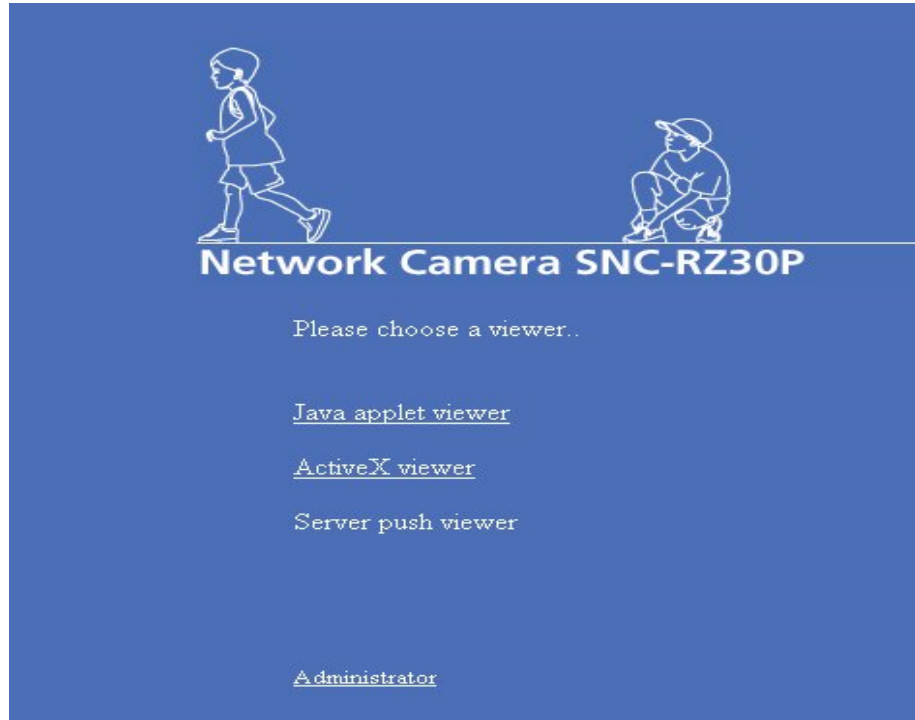 Network Camera SNC-RZ30P
Please choose a viewer..
Java applet viewer
ActiveX viewer
Server push viewer
Administrator